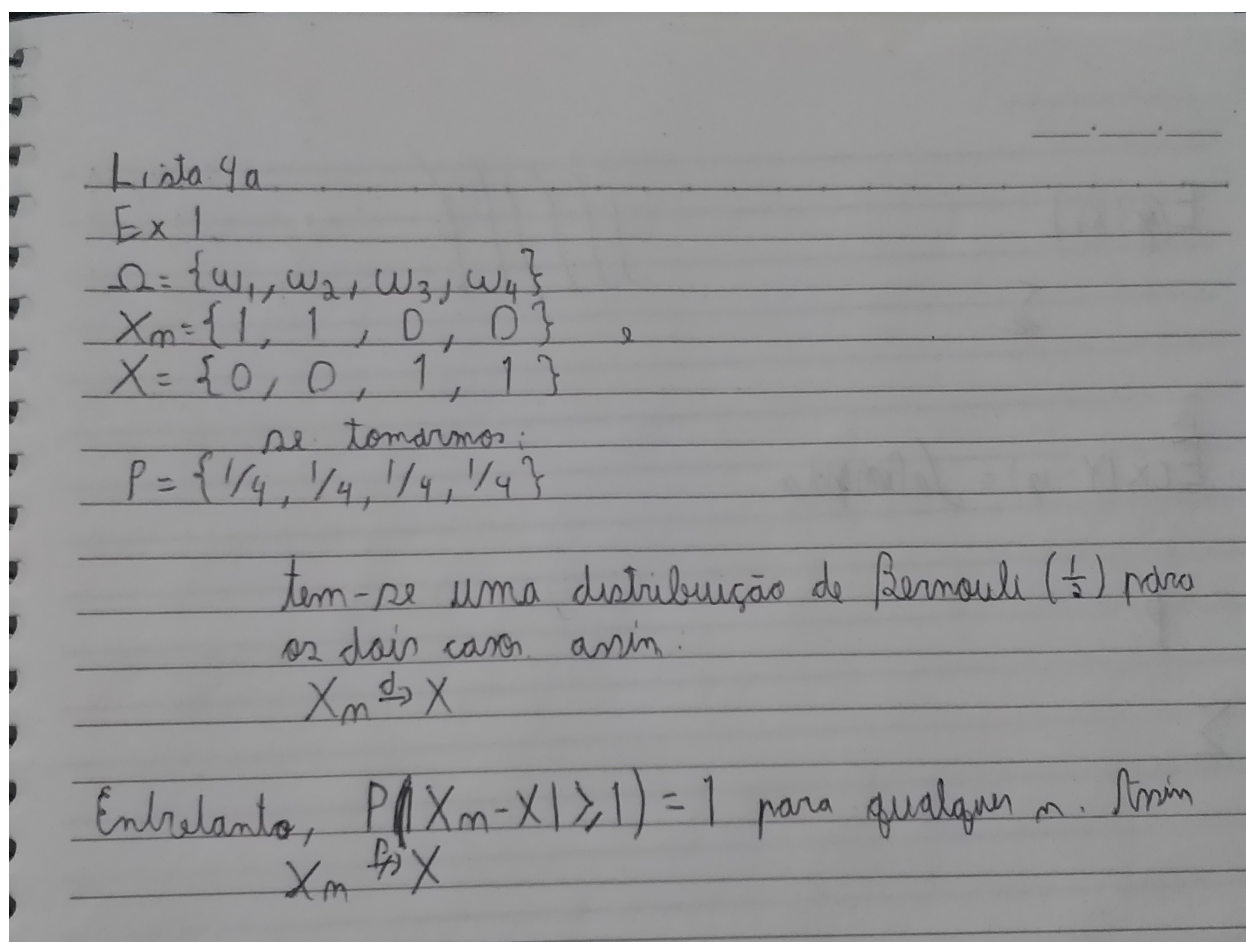 Lista 4a
Ex 1
Ω = {ω₁, ω₂, ω₃, ω₄}
Xₙ = {1, 1, 0, 0} e
X = {0, 0, 1, 1}
se tomarmos:
P = {1/4, 1/4, 1/4, 1/4}
tem-se uma distribuição de Bernouli (1/2) para
os dois casos. assim.
Xₙ →ᵈ X
Entretanto, P(|Xₙ - X| ≥ 1) = 1 para qualquer n. Assim
Xₙ ↛ᵖ X